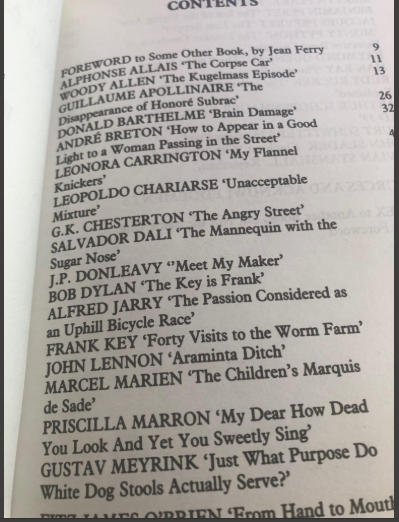 CONTENTS
FOREWORD to Some Other Book, by Jean Ferry 9
ALPHONSE ALLAIS 'The Corpse Car' 11
WOODY ALLEN 'The Kugelmass Episode' 13
GUILLAUME APOLLINAIRE 'The
Disappearance of Honoré Subrac' 26
DONALD BARTHELME 'Brain Damage' 32
ANDRÉ BRETON 'How to Appear in a Good
Light to a Woman Passing in the Street' 4
LEONORA CARRINGTON 'My Flannel
Knickers'
LEOPOLDO CHARIARSE 'Unacceptable
Mixture'
G.K. CHESTERTON 'The Angry Street'
SALVADOR DALI 'The Mannequin with the
Sugar Nose'
J.P. DONLEAVY ''Meet My Maker'
BOB DYLAN 'The Key is Frank'
ALFRED JARRY 'The Passion Considered as
an Uphill Bicycle Race'
FRANK KEY 'Forty Visits to the Worm Farm'
JOHN LENNON 'Araminta Ditch'
MARCEL MARIEN 'The Children's Marquis
de Sade'
PRISCILLA MARRON 'My Dear How Dead
You Look And Yet You Sweetly Sing'
GUSTAV MEYRINK 'Just What Purpose Do
White Dog Stools Actually Serve?'
FITZ JAMES O'BRIEN 'From Hand to Mouth